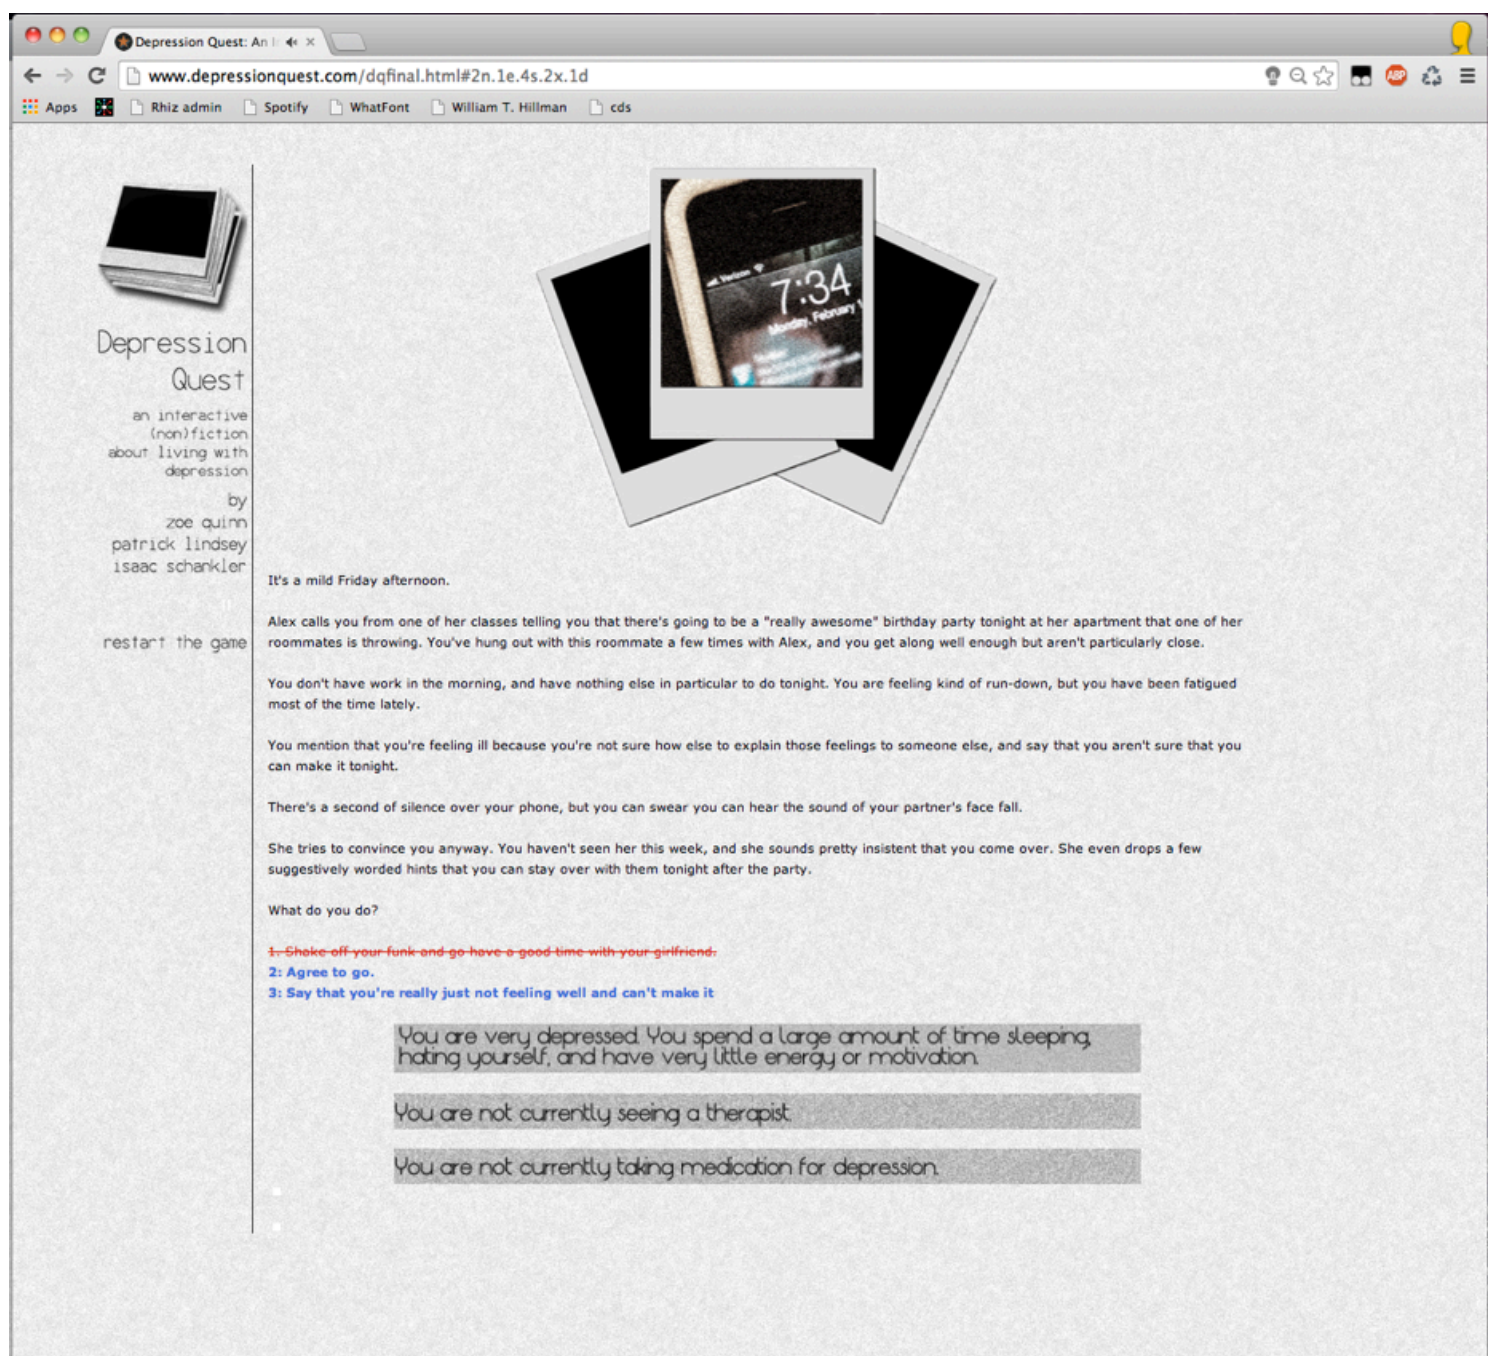 Depression Quest: An I
www.depressionquest.com/dqfinal.html#2n.1e.4s.2x.1d
ABP
Apps
Rhiz admin
Spotify
WhatFont
William T. Hillman
cds
Depression
Quest
an interactive
(non)fiction
about living with
depression
by
zoe quinn
patrick lindsey
isaac schankler
restart the game
Verizon
7:34
Monday, February 1
It's a mild Friday afternoon.
Alex calls you from one of her classes telling you that there's going to be a "really awesome" birthday party tonight at her apartment that one of her
roommates is throwing. You've hung out with this roommate a few times with Alex, and you get along well enough but aren't particularly close.
You don't have work in the morning, and have nothing else in particular to do tonight. You are feeling kind of run-down, but you have been fatigued
most of the time lately.
You mention that you're feeling ill because you're not sure how else to explain those feelings to someone else, and say that you aren't sure that you
can make it tonight.
There's a second of silence over your phone, but you can swear you can hear the sound of your partner's face fall.
She tries to convince you anyway. You haven't seen her this week, and she sounds pretty insistent that you come over. She even drops a few
suggestively worded hints that you can stay over with them tonight after the party.
What do you do?
1. Shake off your funk and go have a good time with your girlfriend.
2: Agree to go.
3: Say that you're really just not feeling well and can't make it
You are very depressed. You spend a large amount of time sleeping,
hating yourself, and have very little energy or motivation.
You are not currently seeing a therapist.
You are not currently taking medication for depression.